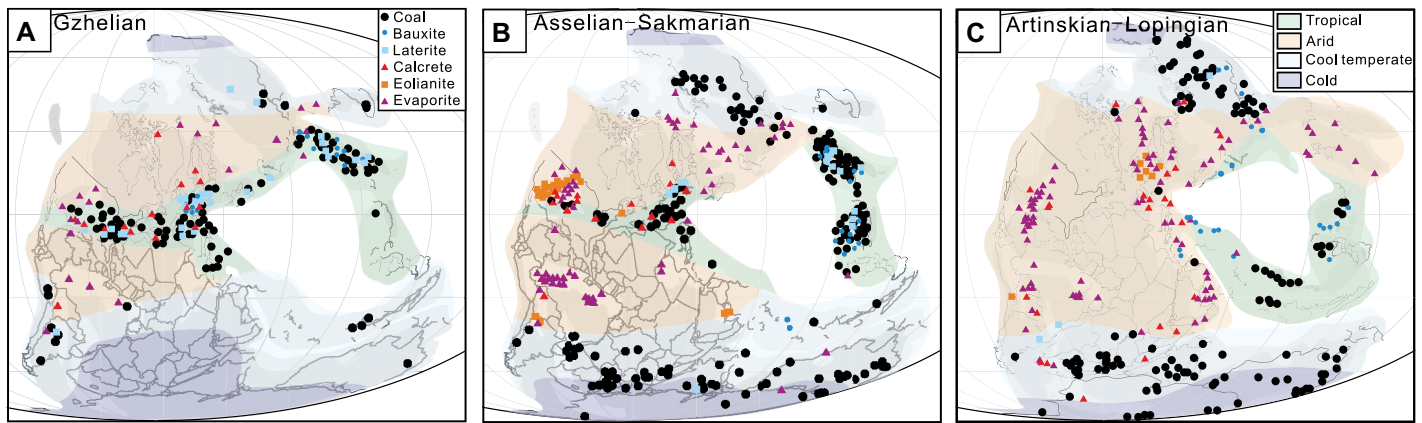 A
Gzhelian
Coal
Bauxite
Laterite
Calcrete
Eolianite
Evaporite
B
Asselian-Sakmarian
C
Artinskian-Lopingian
Tropical
Arid
Cool temperate
Cold